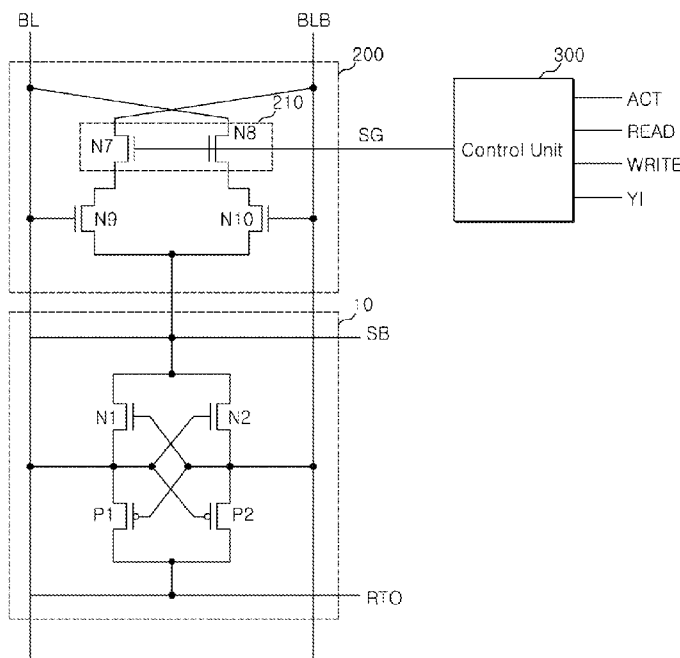 BL
BLB
200
300
210
N7
N8
SG
Control Unit
ACT
READ
WRITE
YI
N9
N10
10
SB
N1
N2
P1
P2
RTO